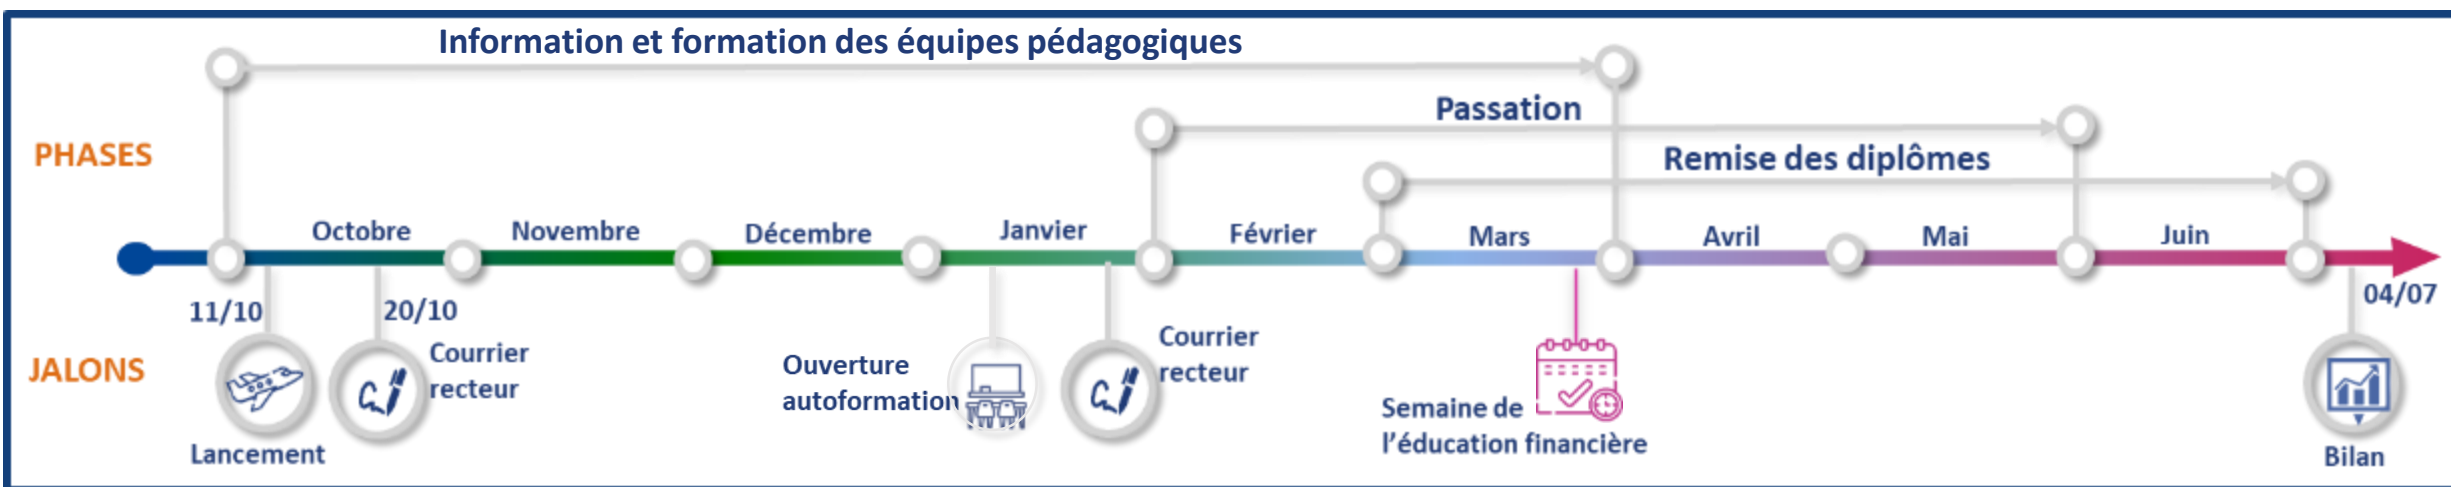 Information et formation des équipes pédagogiques
Passation
Remise des diplômes
PHASES
Octobre
Novembre
Décembre
Janvier
Février
Mars
Avril
Mai
Juin
11/10
20/10
04/07
JALONS
Lancement
Courrier
recteur
Ouverture
autoformation
Courrier
recteur
Semaine de
l'éducation financière
Bilan